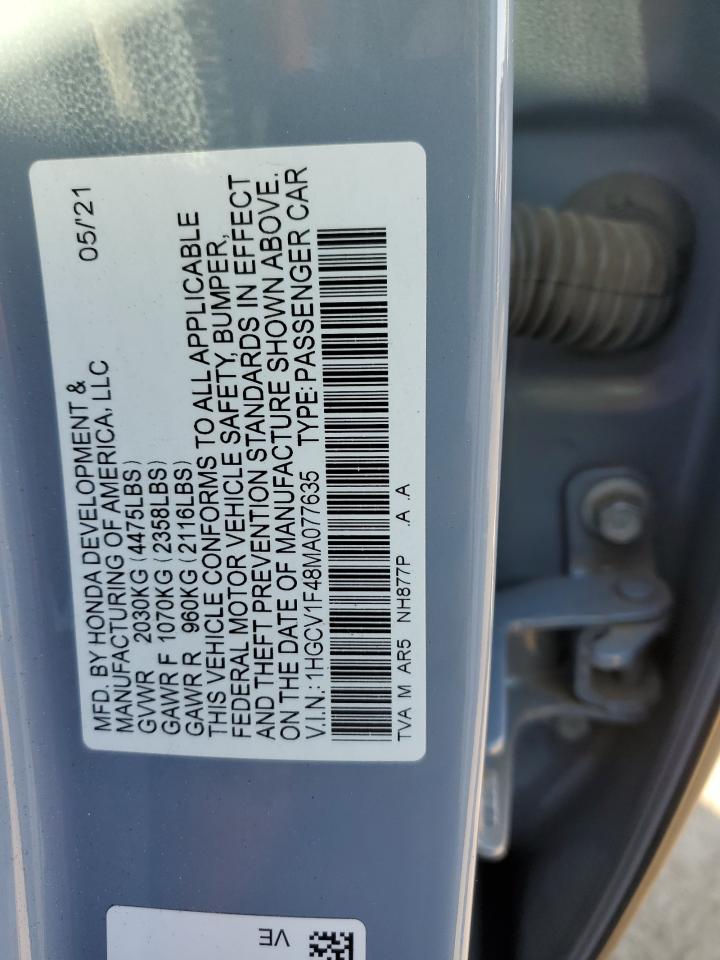 MFD. BY HONDA DEVELOPMENT & 05/'21
MANUFACTURING OF AMERICA, LLC
GVWR 2030KG (4475LBS)
GAWR F 1070KG (2358LBS)
GAWR R 960KG (2116LBS)
THIS VEHICLE CONFORMS TO ALL APPLICABLE
FEDERAL MOTOR VEHICLE SAFETY, BUMPER,
AND THEFT PREVENTION STANDARDS IN EFFECT
ON THE DATE OF MANUFACTURE SHOWN ABOVE.
V.I.N.: 1HGCV1F48MA077635 TYPE: PASSENGER CAR
TVA M AR5 NH877P .A .A
VE